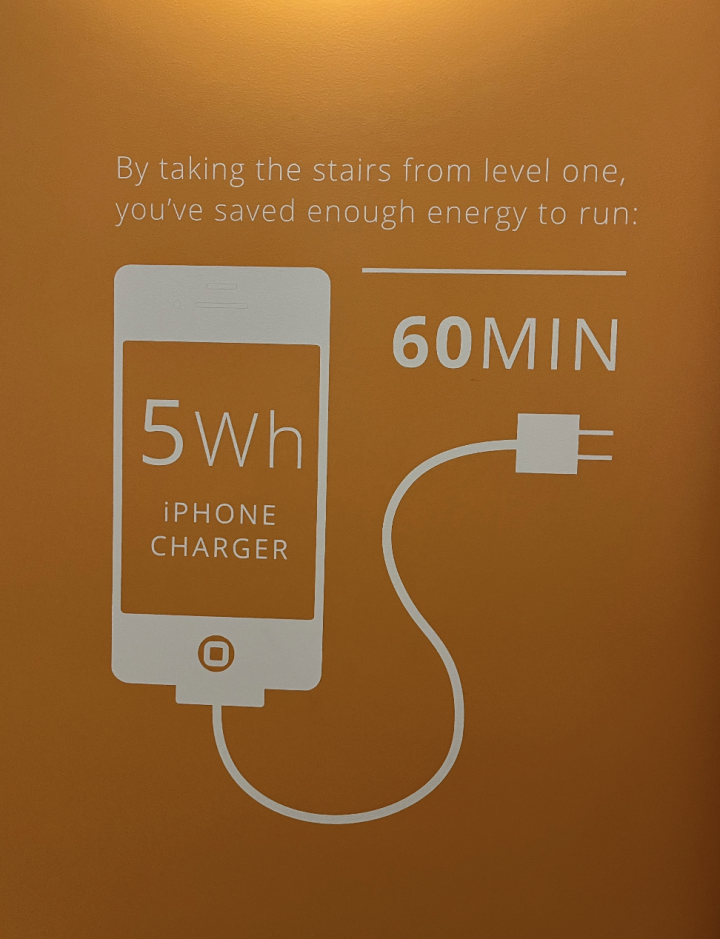 By taking the stairs from level one,
you've saved enough energy to run:
60MIN
5Wh
iPHONE
CHARGER